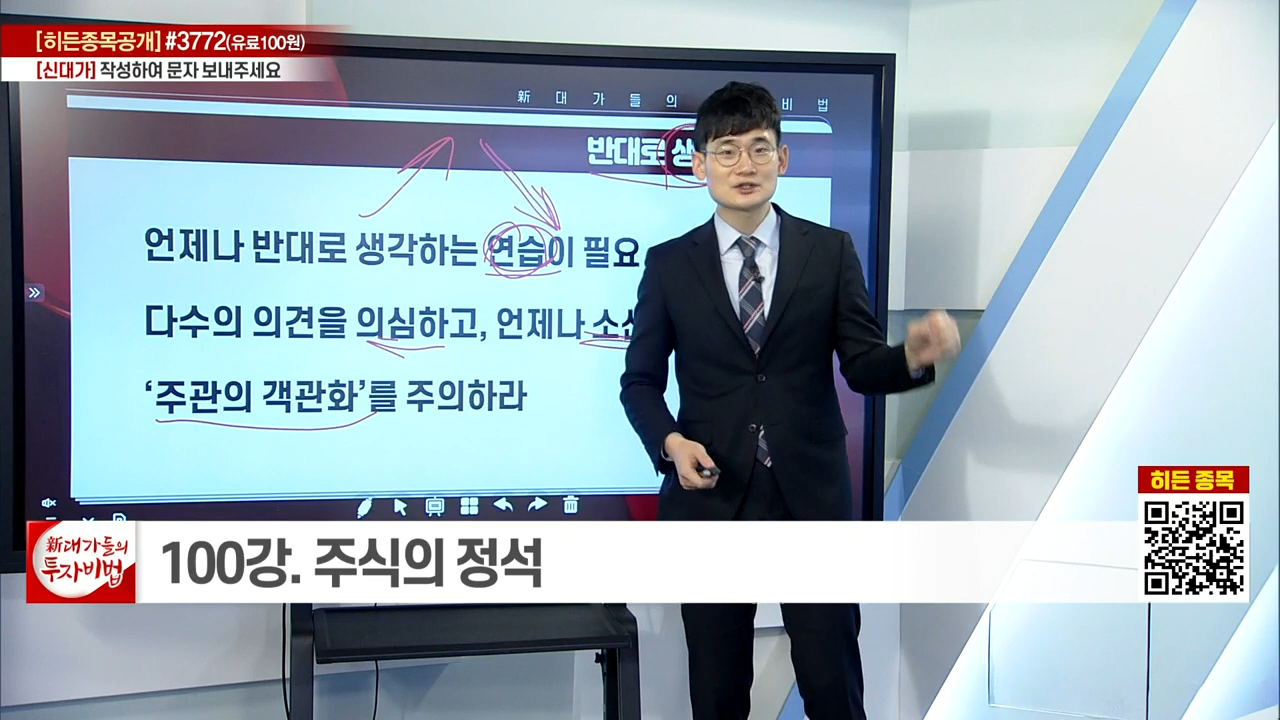 [히든종목공개] #3772(유료100원)
[신대가] 작성하여 문자 보내주세요
新 대 가 들 의 비 법
반대로 생
언제나 반대로 생각하는 연습이 필요
다수의 의견을 의심하고, 언제나 소
‘주관의 객관화’를 주의하라
히든 종목
新대가들의
투자비법
100강. 주식의 정석